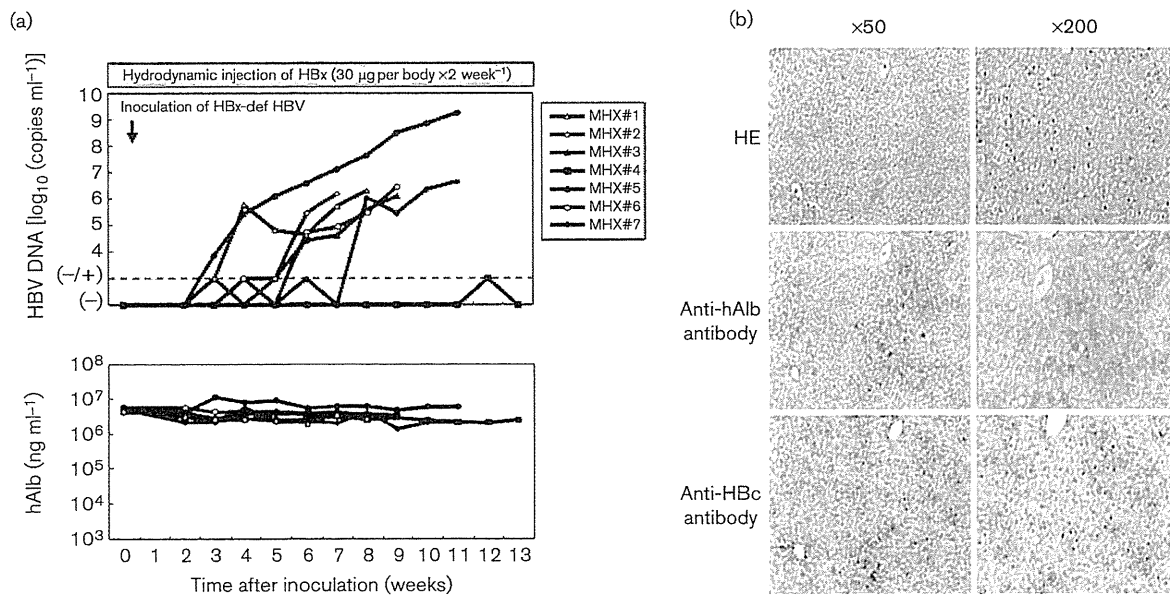 (a)
Hydrodynamic injection of HBx (30 µg per body ×2 week⁻¹)
Inoculation of HBx-def HBV
HBV DNA [log₁₀ (copies ml⁻¹)]
10
9
8
7
6
5
4
(−/+)
(−)
MHX#1
MHX#2
MHX#3
MHX#4
MHX#5
MHX#6
MHX#7
hAlb (ng ml⁻¹)
10⁸
10⁷
10⁶
10⁵
10⁴
10³
0 1 2 3 4 5 6 7 8 9 10 11 12 13
Time after inoculation (weeks)
(b)
×50 ×200
HE
Anti-hAlb
antibody
Anti-HBc
antibody